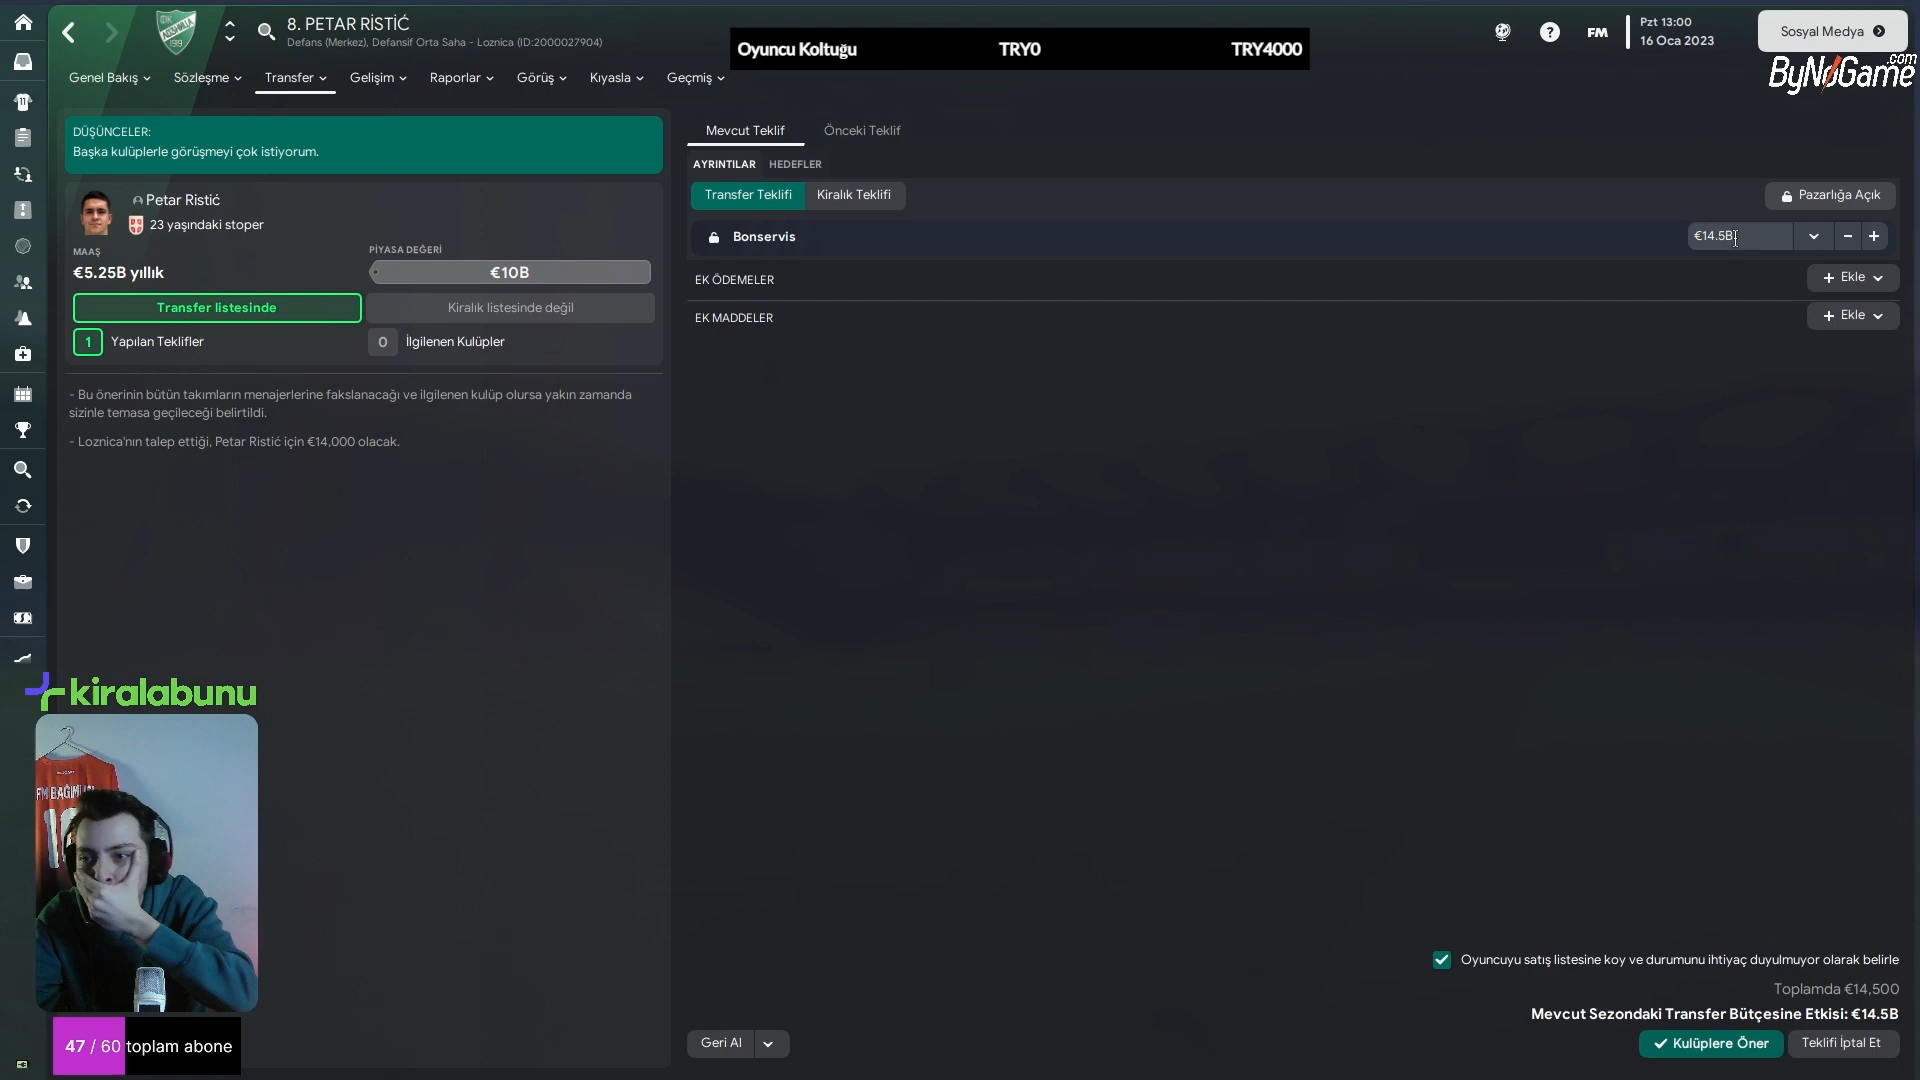 8. PETAR RİSTİĆ
Defans (Merkez), Defansif Orta Saha - Loznica (ID:2000027904)
Oyuncu Koltuğu TRY0 TRY4000
FM
Pzt 13:00
16 Oca 2023
Sosyal Medya
ByNoGame.com
Genel Bakış
Sözleşme
Transfer
Gelişim
Raporlar
Görüş
Kıyasla
Geçmiş
DÜŞÜNCELER:
Başka kulüplerle görüşmeyi çok istiyorum.
Petar Ristić
23 yaşındaki stoper
MAAŞ
€5.25B yıllık
PİYASA DEĞERİ
€10B
Transfer listesinde
Kiralık listesinde değil
1 Yapılan Teklifler
0 İlgilenen Kulüpler
- Bu önerinin bütün takımların menajerlerine fakslanacağı ve ilgilenen kulüp olursa yakın zamanda
sizinle temasa geçileceği belirtildi.
- Loznica'nın talep ettiği, Petar Ristić için €14,000 olacak.
Mevcut Teklif
Önceki Teklif
AYRINTILAR
HEDEFLER
Transfer Teklifi
Kiralık Teklifi
Pazarlığa Açık
Bonservis
€14.5B
EK ÖDEMELER
+ Ekle
EK MADDELER
+ Ekle
kiralabunu
FM BAĞIMLISI
47 / 60 toplam abone
Oyuncuyu satış listesine koy ve durumunu ihtiyaç duyulmuyor olarak belirle
Toplamda €14,500
Mevcut Sezondaki Transfer Bütçesine Etkisi: €14.5B
Geri Al
Kulüplere Öner
Teklifi İptal Et